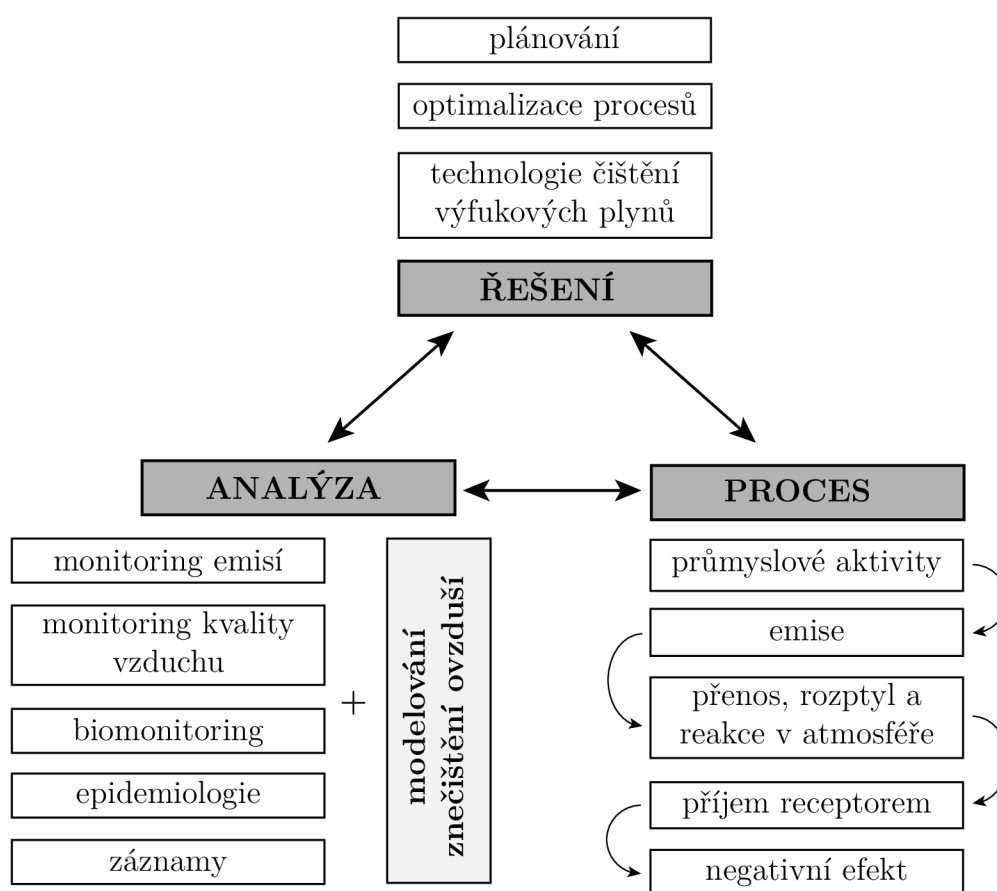 plánování
optimalizace procesů
technologie čištění
výfukových plynů
ŘEŠENÍ
ANALÝZA
PROCES
monitoring emisí
monitoring kvality
vzduchu
biomonitoring
epidemiologie
záznamy
+
modelování
znečištění ovzduší
průmyslové aktivity
emise
přenos, rozptyl a
reakce v atmosféře
příjem receptorem
negativní efekt